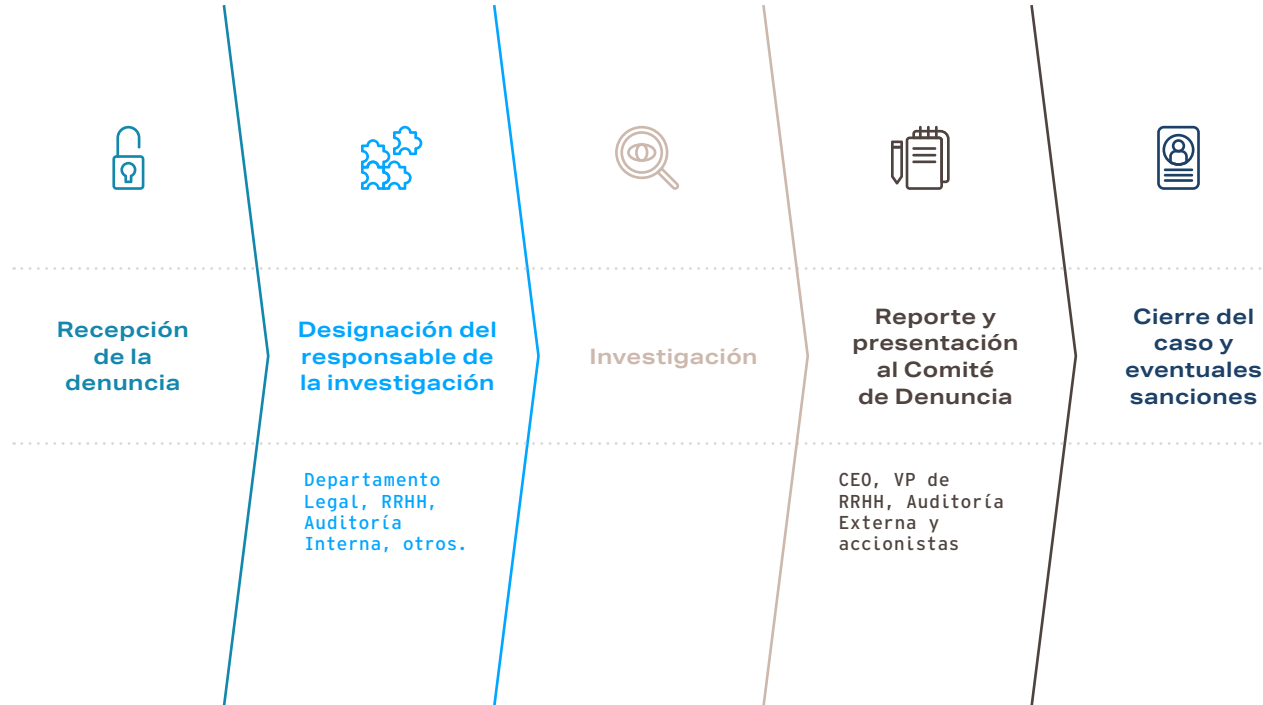 Recepción
de la
denuncia
Designación del
responsable de
la investigación
Departamento
Legal, RRHH,
Auditoría
Interna, otros.
Investigación
Reporte y
presentación
al Comité
de Denuncia
CEO, VP de
RRHH, Auditoría
Externa y
accionistas
Cierre del
caso y
eventuales
sanciones